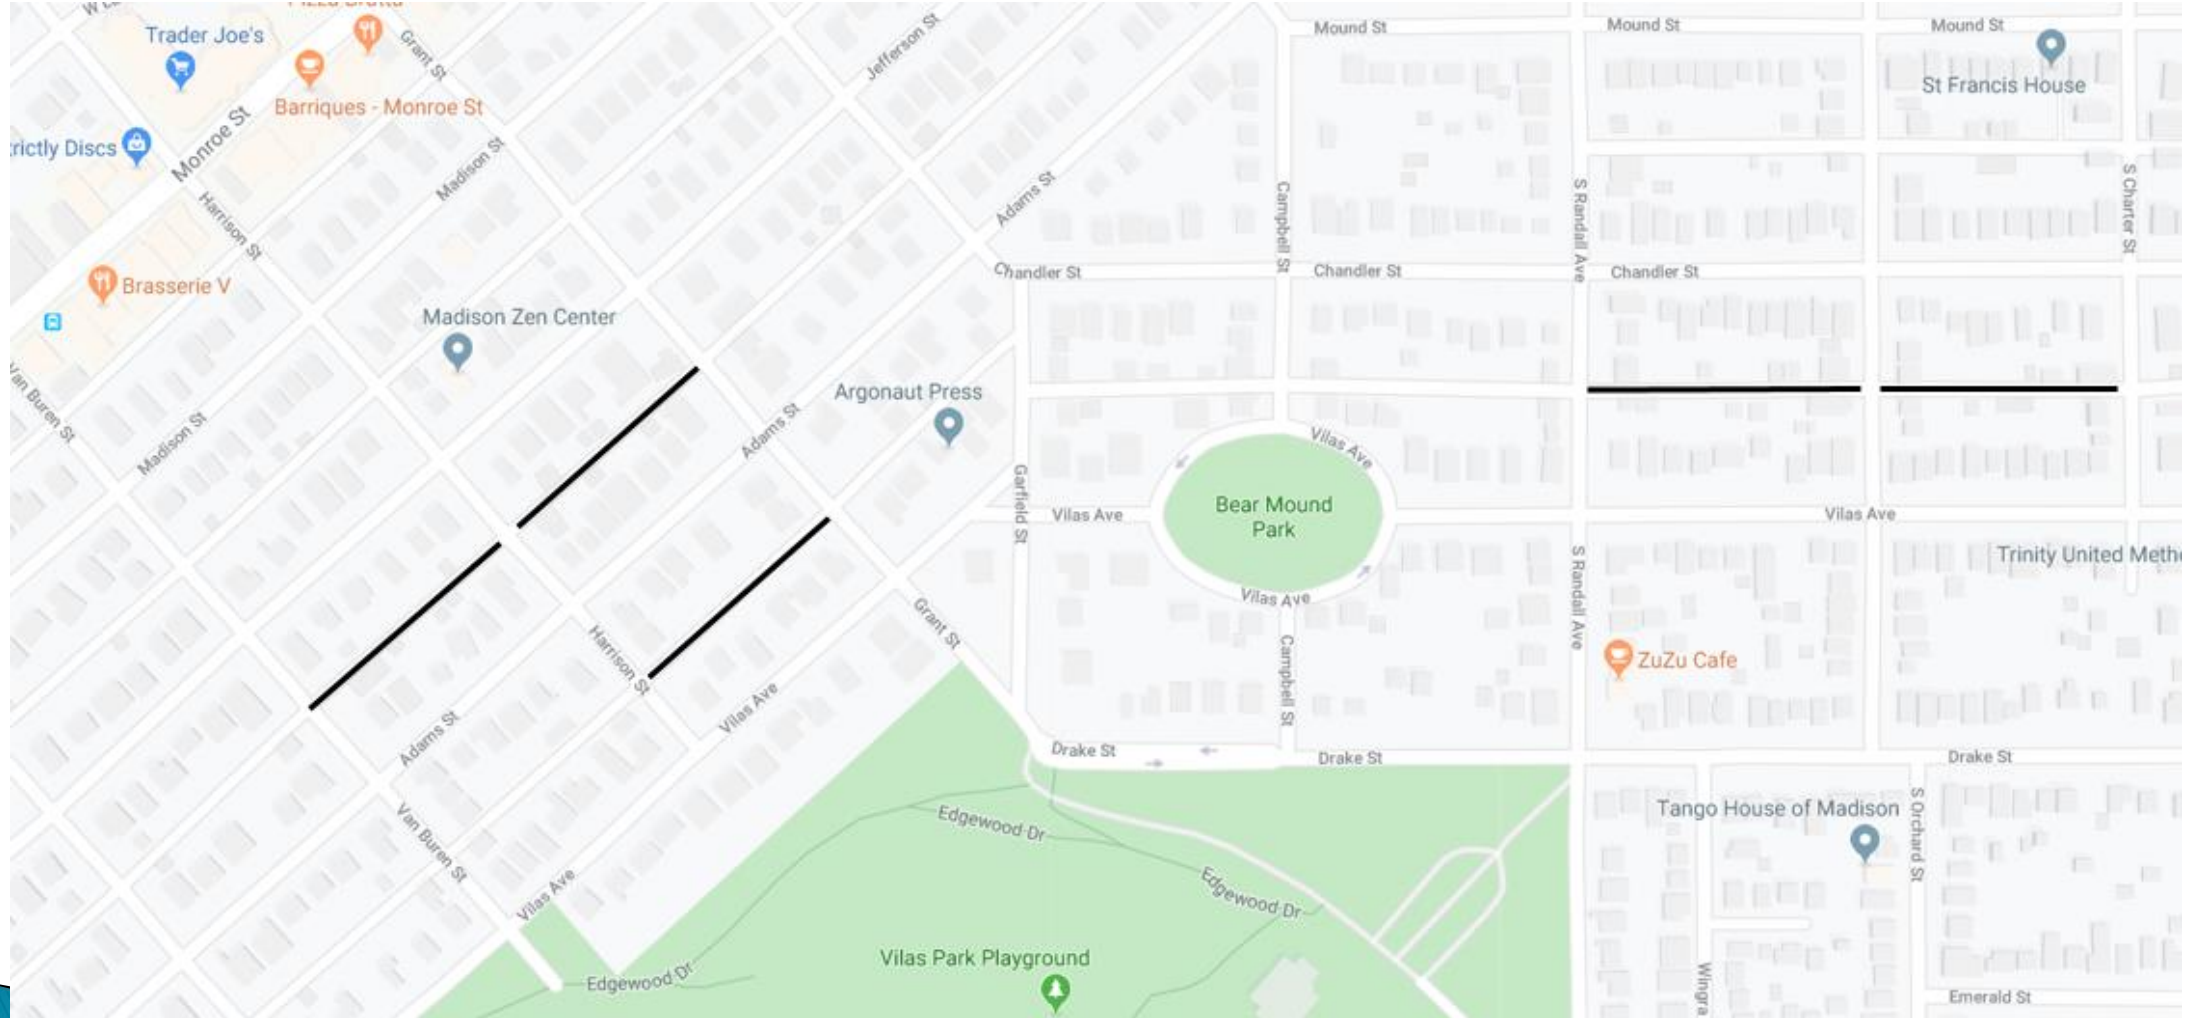 Trader Joe's
Grant St
Jefferson St
Mound St
Mound St
Mound St
St Francis House
Barriques - Monroe St
Monroe St
Madison St
Harrison St
Adams St
Campbell St
S Randall Ave
S Charter St
Chandler St
Chandler St
Chandler St
Brasserie V
Madison Zen Center
Van Buren St
Madison St
Adams St
Argonaut Press
Vilas Ave
Garfield St
Vilas Ave
Bear Mound
Park
Vilas Ave
Trinity United Meth
Vilas Ave
S Randall Ave
Grant St
Harrison St
Campbell St
ZuZu Cafe
Vilas Ave
Adams St
Drake St
Drake St
Drake St
Van Buren St
Edgewood Dr
Tango House of Madison
S Orchard St
Vilas Ave
Edgewood Dr
Vilas Park Playground
Edgewood Dr
Wingra
Emerald St